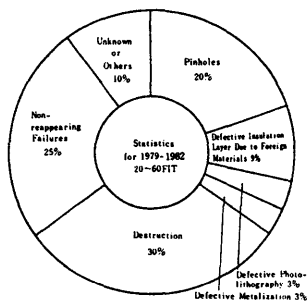 Unknown
or
Others
10%
Pinholes
20%
Non-
reappearing
Failures
25%
Defective Insulation
Layer Due to Foreign
Materials 9%
Statistics
for 1979-1982
20~60FIT
Destruction
30%
Defective Photo-
lithography 3%
Defective Metalization 3%